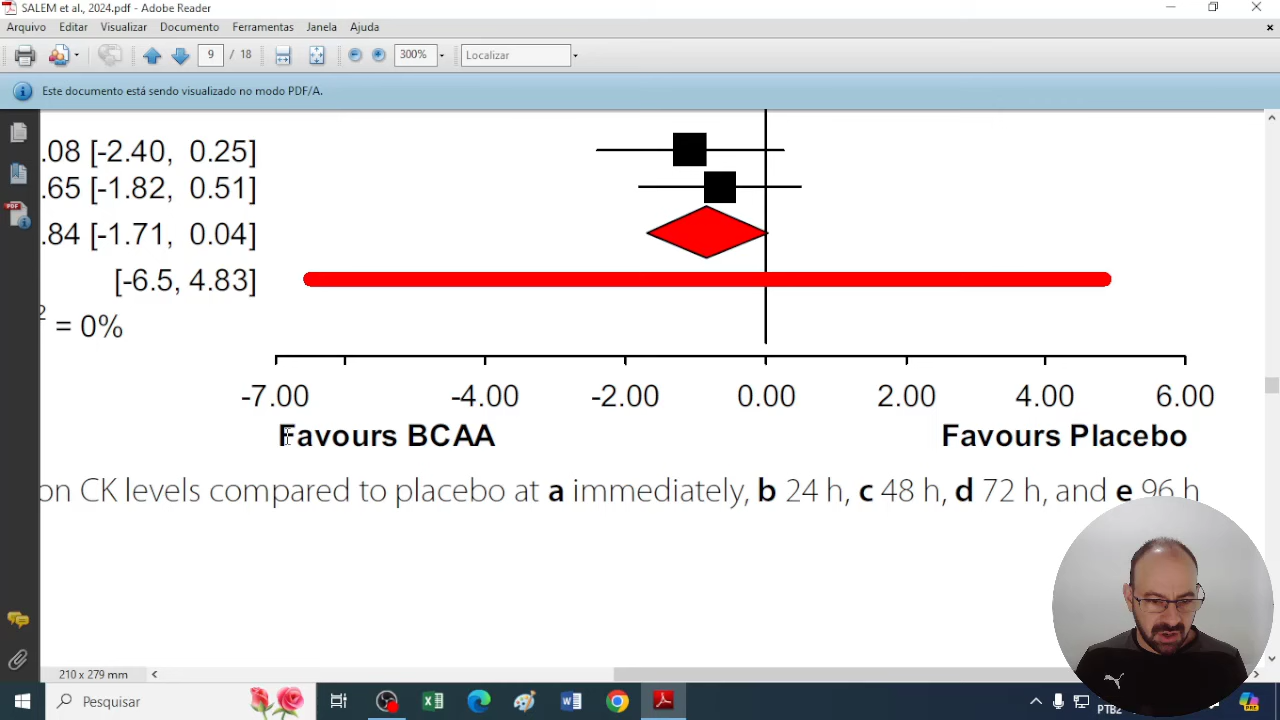 SALEM et al., 2024.pdf - Adobe Reader
Arquivo Editar Visualizar Documento Ferramentas Janela Ajuda
9 / 18 300% Localizar
Este documento está sendo visualizado no modo PDF/A.
.08 [-2.40, 0.25]
.65 [-1.82, 0.51]
.84 [-1.71, 0.04]
[-6.5, 4.83]
2 = 0%
-7.00 -4.00 -2.00 0.00 2.00 4.00 6.00
Favours BCAA Favours Placebo
on CK levels compared to placebo at a immediately, b 24 h, c 48 h, d 72 h, and e 96 h
210 x 279 mm
Pesquisar